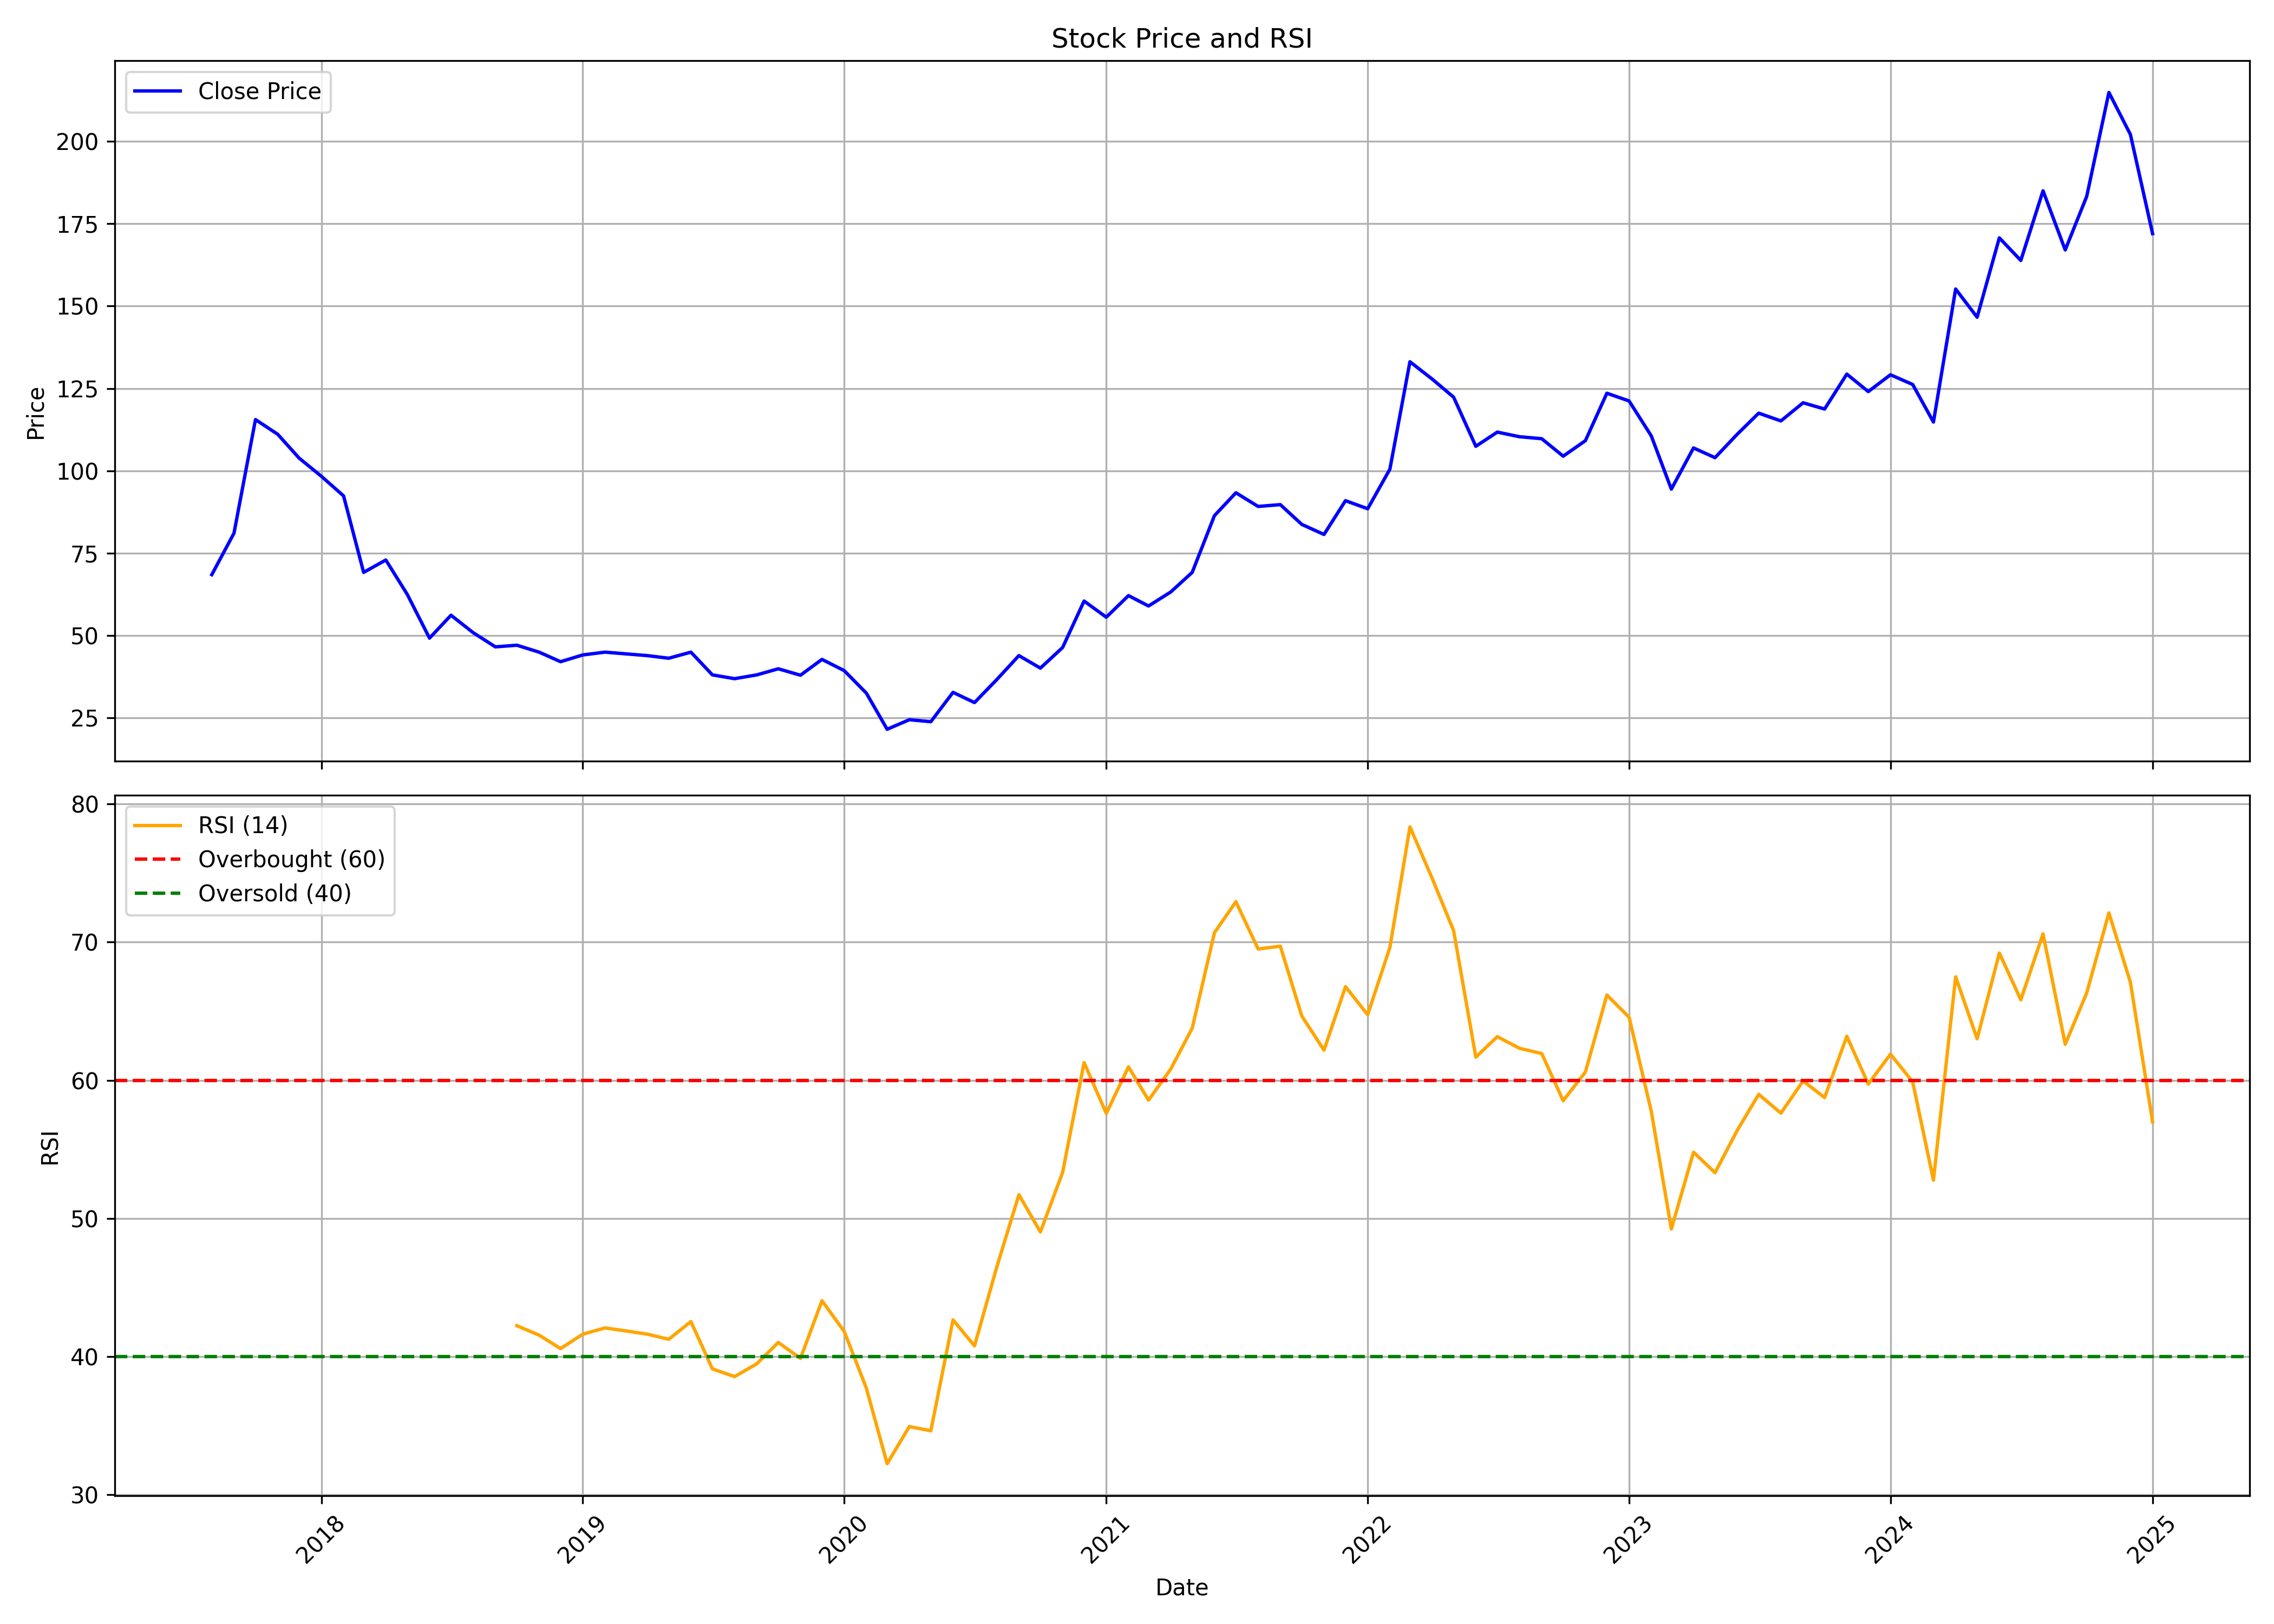 Stock Price and RSI
Close Price
200
175
150
125
100
75
50
25
Price
RSI (14)
Overbought (60)
Oversold (40)
80
70
60
50
40
30
RSI
2018
2019
2020
2021
2022
2023
2024
2025
Date